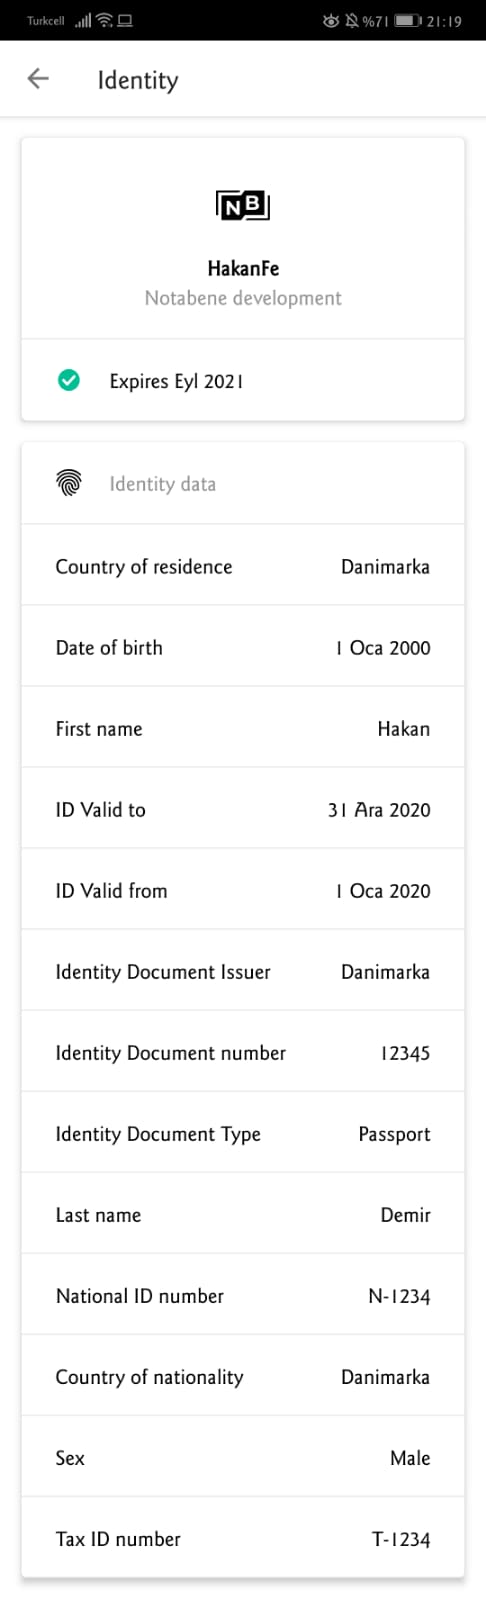 Turkcell %71 21:19
Identity
NB
HakanFe
Notabene development
Expires Eyl 2021
Identity data
Country of residence Danimarka
Date of birth 1 Oca 2000
First name Hakan
ID Valid to 31 Ara 2020
ID Valid from 1 Oca 2020
Identity Document Issuer Danimarka
Identity Document number 12345
Identity Document Type Passport
Last name Demir
National ID number N-1234
Country of nationality Danimarka
Sex Male
Tax ID number T-1234